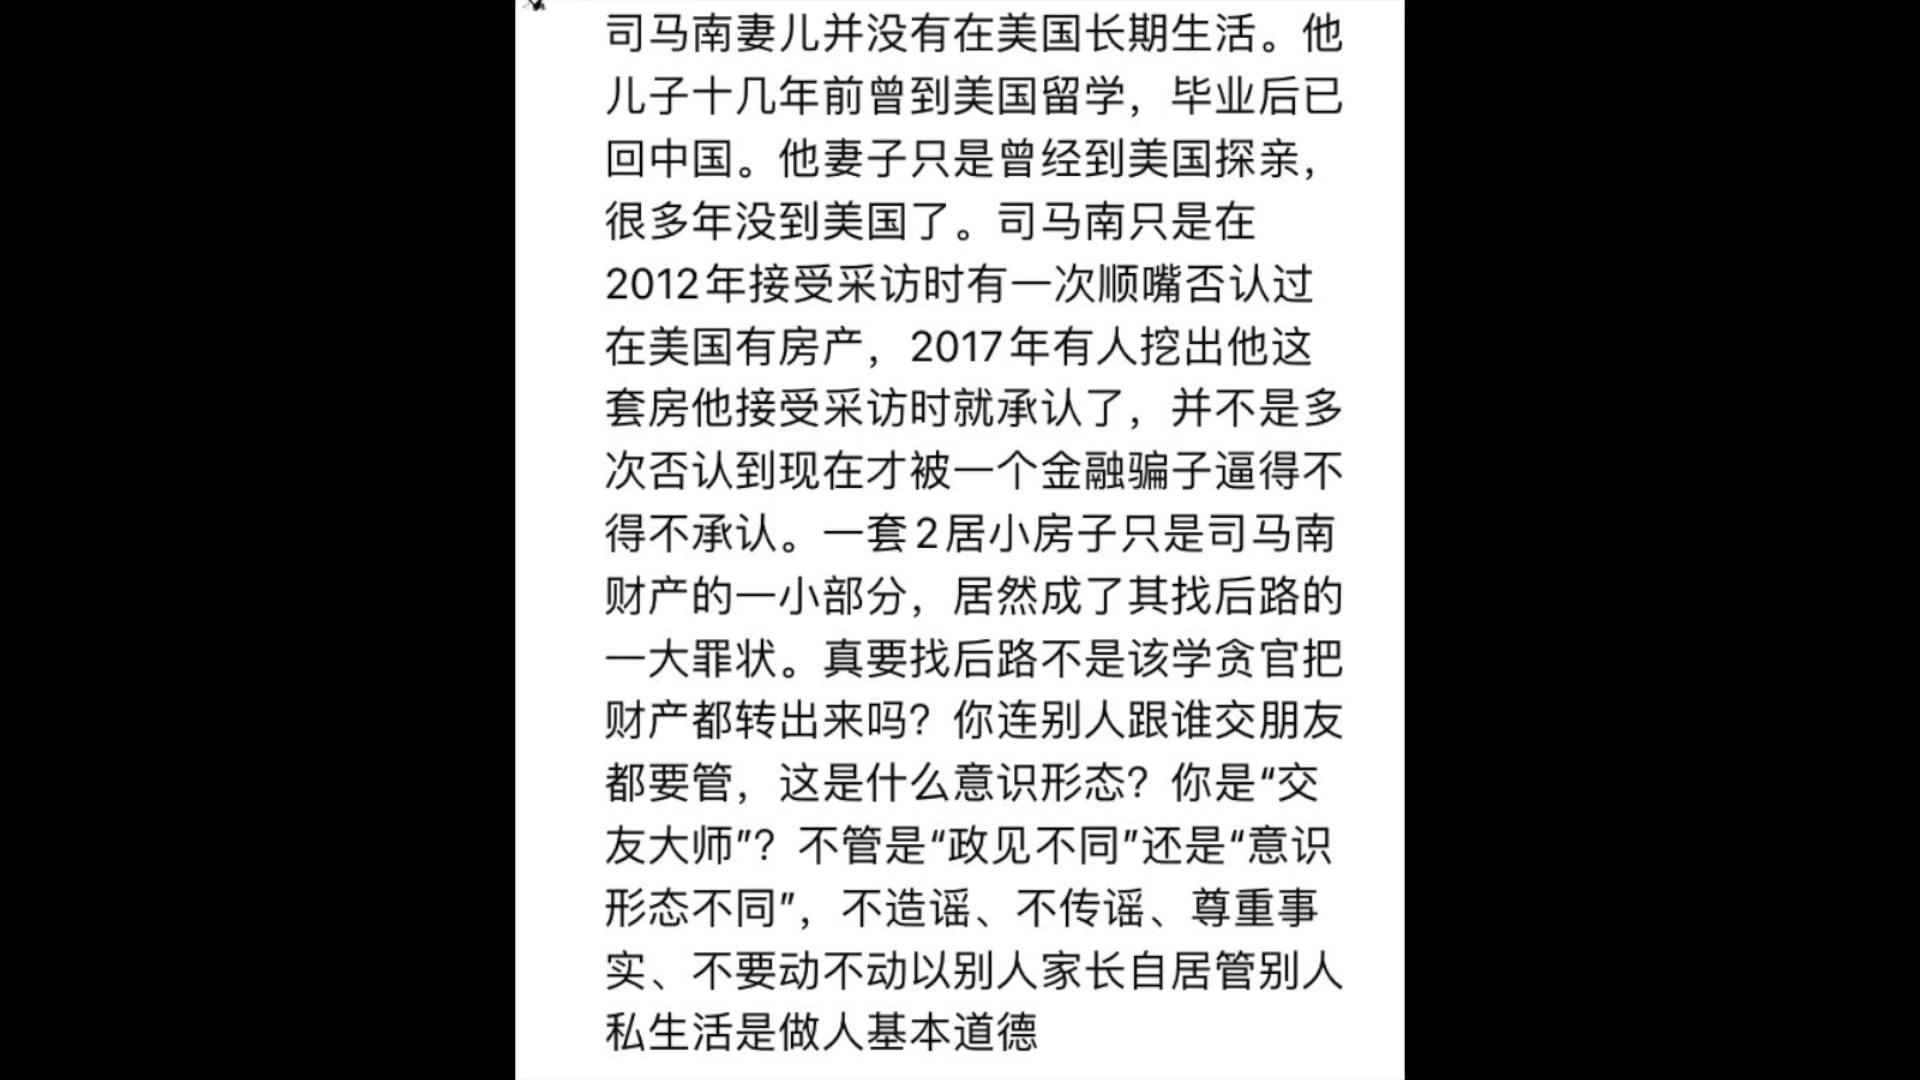 司马南妻儿并没有在美国长期生活。他
儿子十几年前曾到美国留学，毕业后已
回中国。他妻子只是曾经到美国探亲，
很多年没到美国了。司马南只是在
2012年接受采访时有一次顺嘴否认过
在美国有房产，2017年有人挖出他这
套房他接受采访时就承认了，并不是多
次否认到现在才被一个金融骗子逼得不
得不承认。一套2居小房子只是司马南
财产的一小部分，居然成了其找后路的
一大罪状。真要找后路不是该学贪官把
财产都转出来吗？你连别人跟谁交朋友
都要管，这是什么意识形态？你是“交
友大师”？不管是“政见不同”还是“意识
形态不同”，不造谣、不传谣、尊重事
实、不要动不动以别人家长自居管别人
私生活是做人基本道德